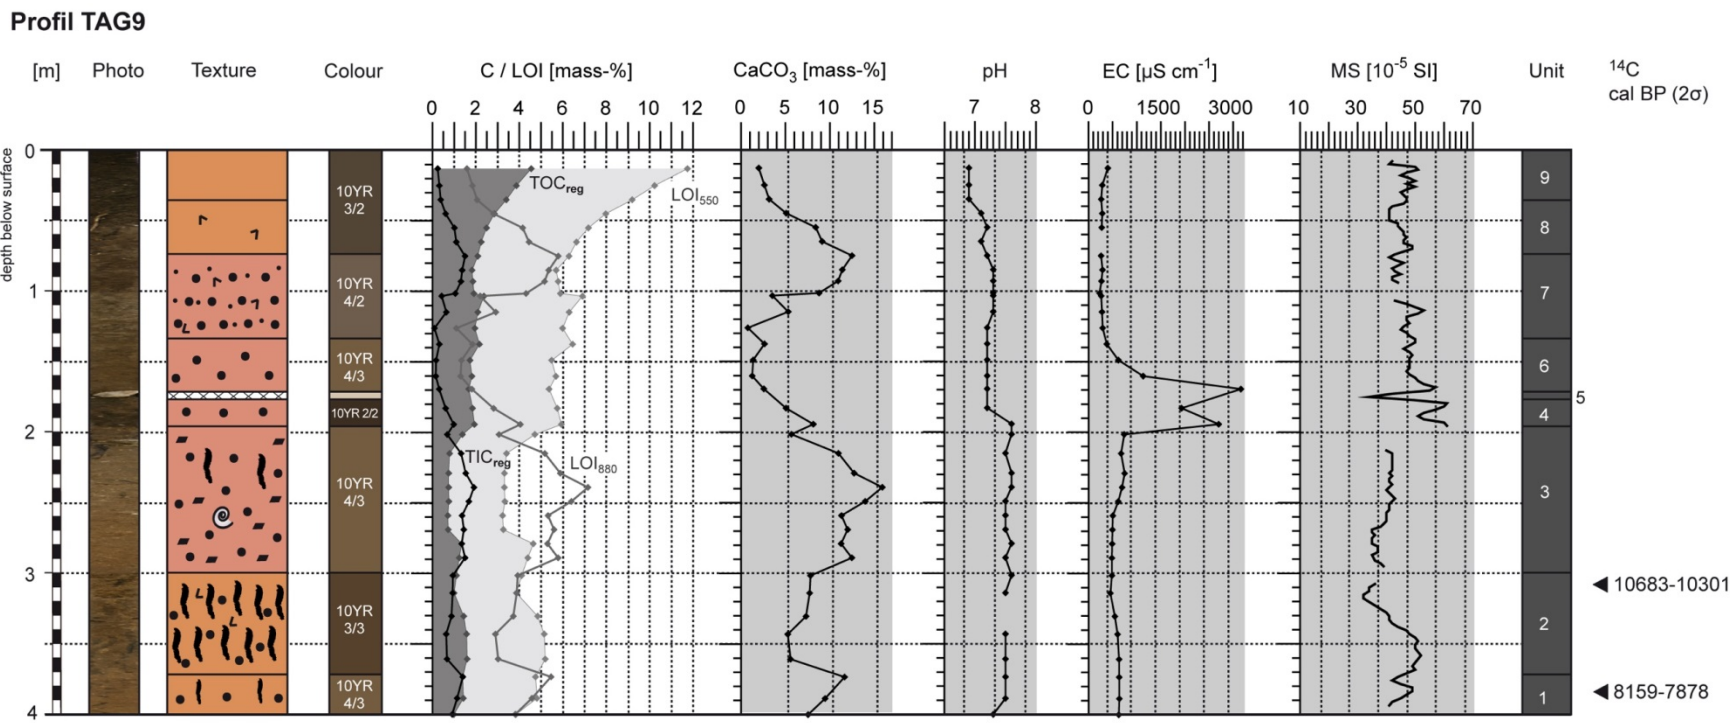 Profil TAG9
[m] Photo Texture Colour C / LOI [mass-%] CaCO3 [mass-%] pH EC [µS cm-1] MS [10-5 SI] Unit 14C
cal BP (2σ)
0 2 4 6 8 10 12 0 5 10 15 7 8 0 1500 3000 10 30 50 70
depth below surface
0
1
2
3
4
10YR
3/2
10YR
4/2
10YR
4/3
10YR 2/2
10YR
4/3
10YR
3/3
10YR
4/3
TOCreg
LOI550
TICreg
LOI880
9
8
7
6
5
4
3
2
1
10683-10301
8159-7878